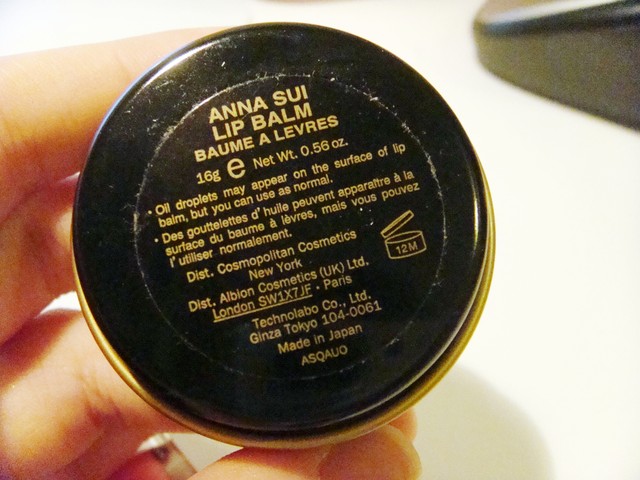 ANNA SUI
LIP BALM
BAUME A LEVRES
16g e Net Wt. 0.56 oz.
・Oil droplets may appear on the surface of lip
balm, but you can use as normal.
・Des gouttelettes d' huile peuvent apparaître à la
surface du baume à lèvres, mais vous pouvez
l' utiliser normalement.
Dist. Cosmopolitan Cosmetics
New York
12M
Dist. Albion Cosmetics (UK) Ltd.
London SW1X7JF・Paris
Technolabo Co., Ltd.
Ginza Tokyo 104-0061
Made in Japan
ASQAUO